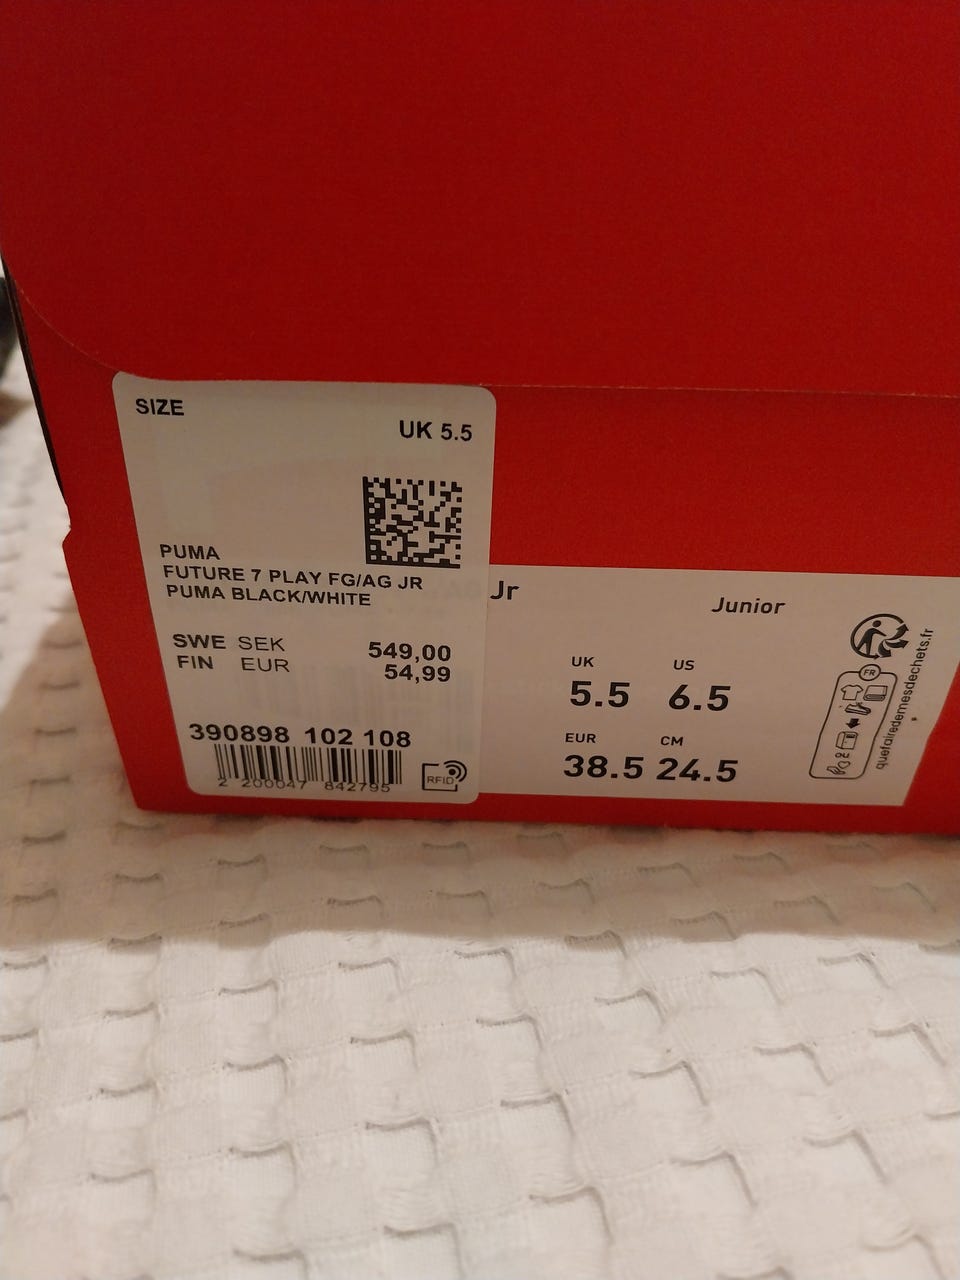 SIZE
UK 5.5
PUMA
FUTURE 7 PLAY FG/AG JR
PUMA BLACK/WHITE
SWE SEK 549,00
FIN EUR 54,99
390898 102 108
2 200047 842795
RFID
Jr
Junior
UK US
5.5 6.5
EUR CM
38.5 24.5
FR
quefairedemesdechets.fr